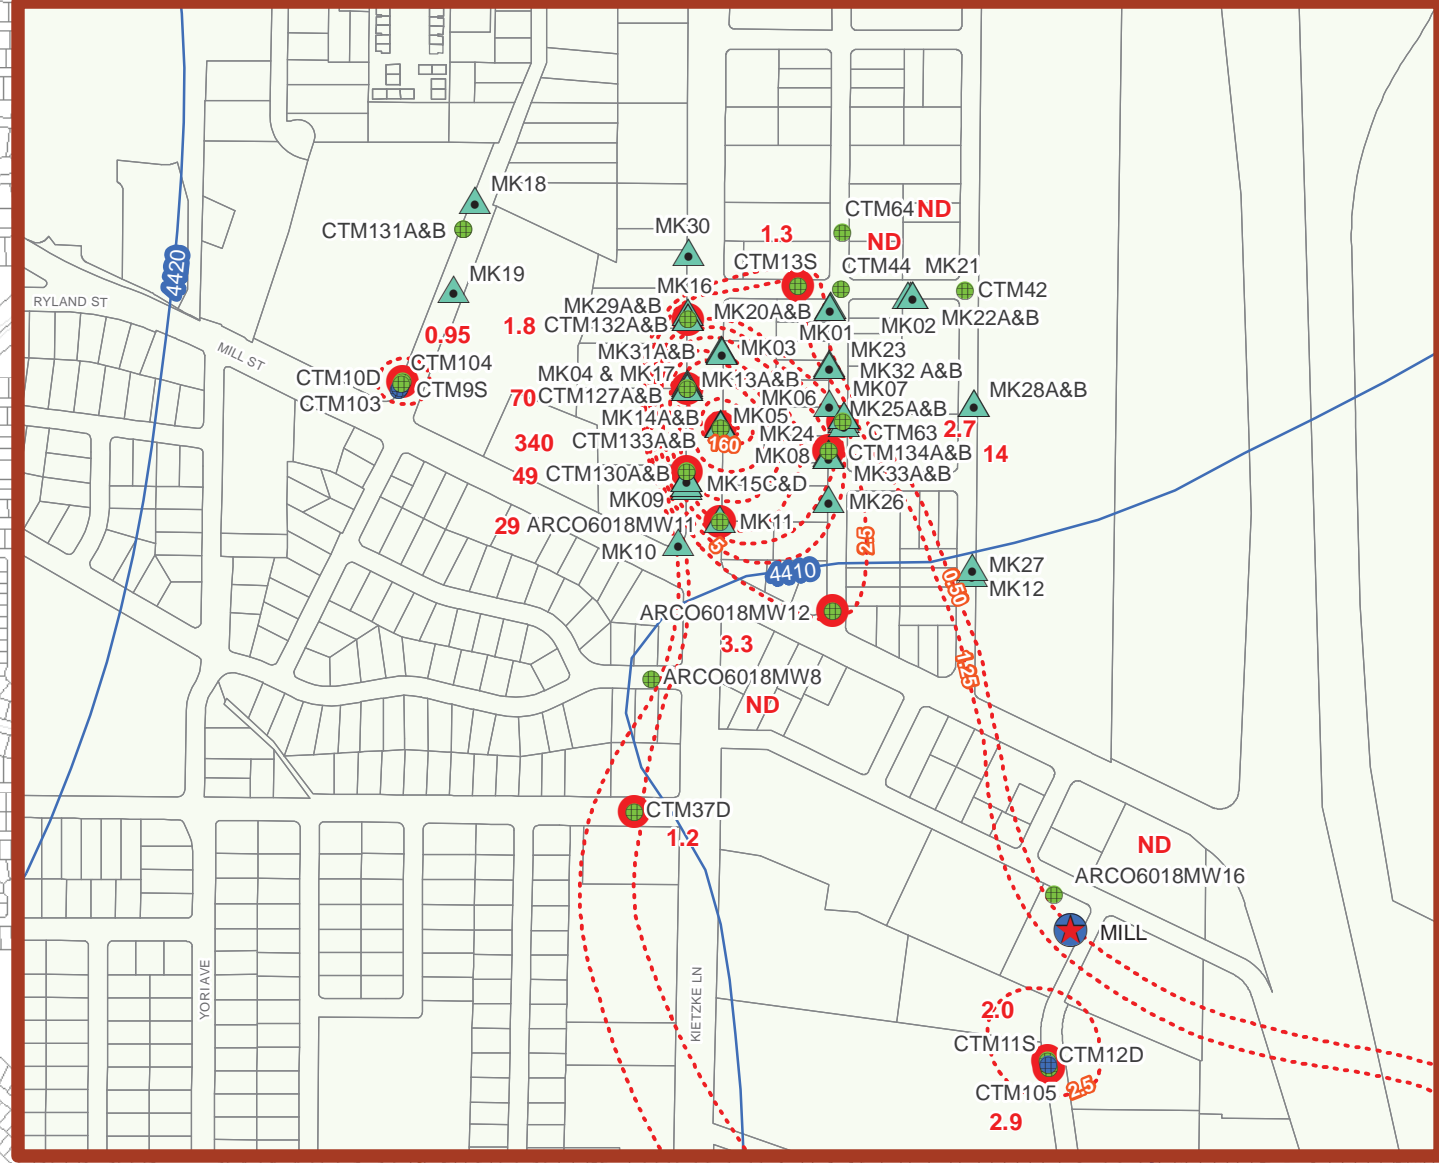 MK18
CTM64 ND
CTM131A&B
MK30
1.3
ND
CTM13S
CTM44
MK21
4420
MK19
MK16
CTM42
RYLAND ST
MK29A&B
MK20A&B
MK02
MK22A&B
1.8 CTM132A&B
MK01
0.95
MILL ST
MK31A&B
MK03
MK23
CTM104
MK04 & MK17
MK32 A&B
CTM10D
MK13A&B
CTM9S
MK07
MK28A&B
CTM103
70 CTM127A&B
MK06
MK14A&B
MK05
MK25A&B
2.7
340
CTM133A&B
160
MK24
CTM63
MK08
CTM134A&B
14
49 CTM130A&B
MK33A&B
MK09
MK15C&D
MK26
29 ARCO6018MW11
MK11
MK10
5
2.5
4410
MK27
MK12
0.50
ARCO6018MW12
3.3
1.25
ARCO6018MW8
ND
CTM37D
1.2
ND
ARCO6018MW16
MILL
YORI AVE
KIETZKE LN
2.0
CTM11S
CTM12D
CTM105
2.5
2.9